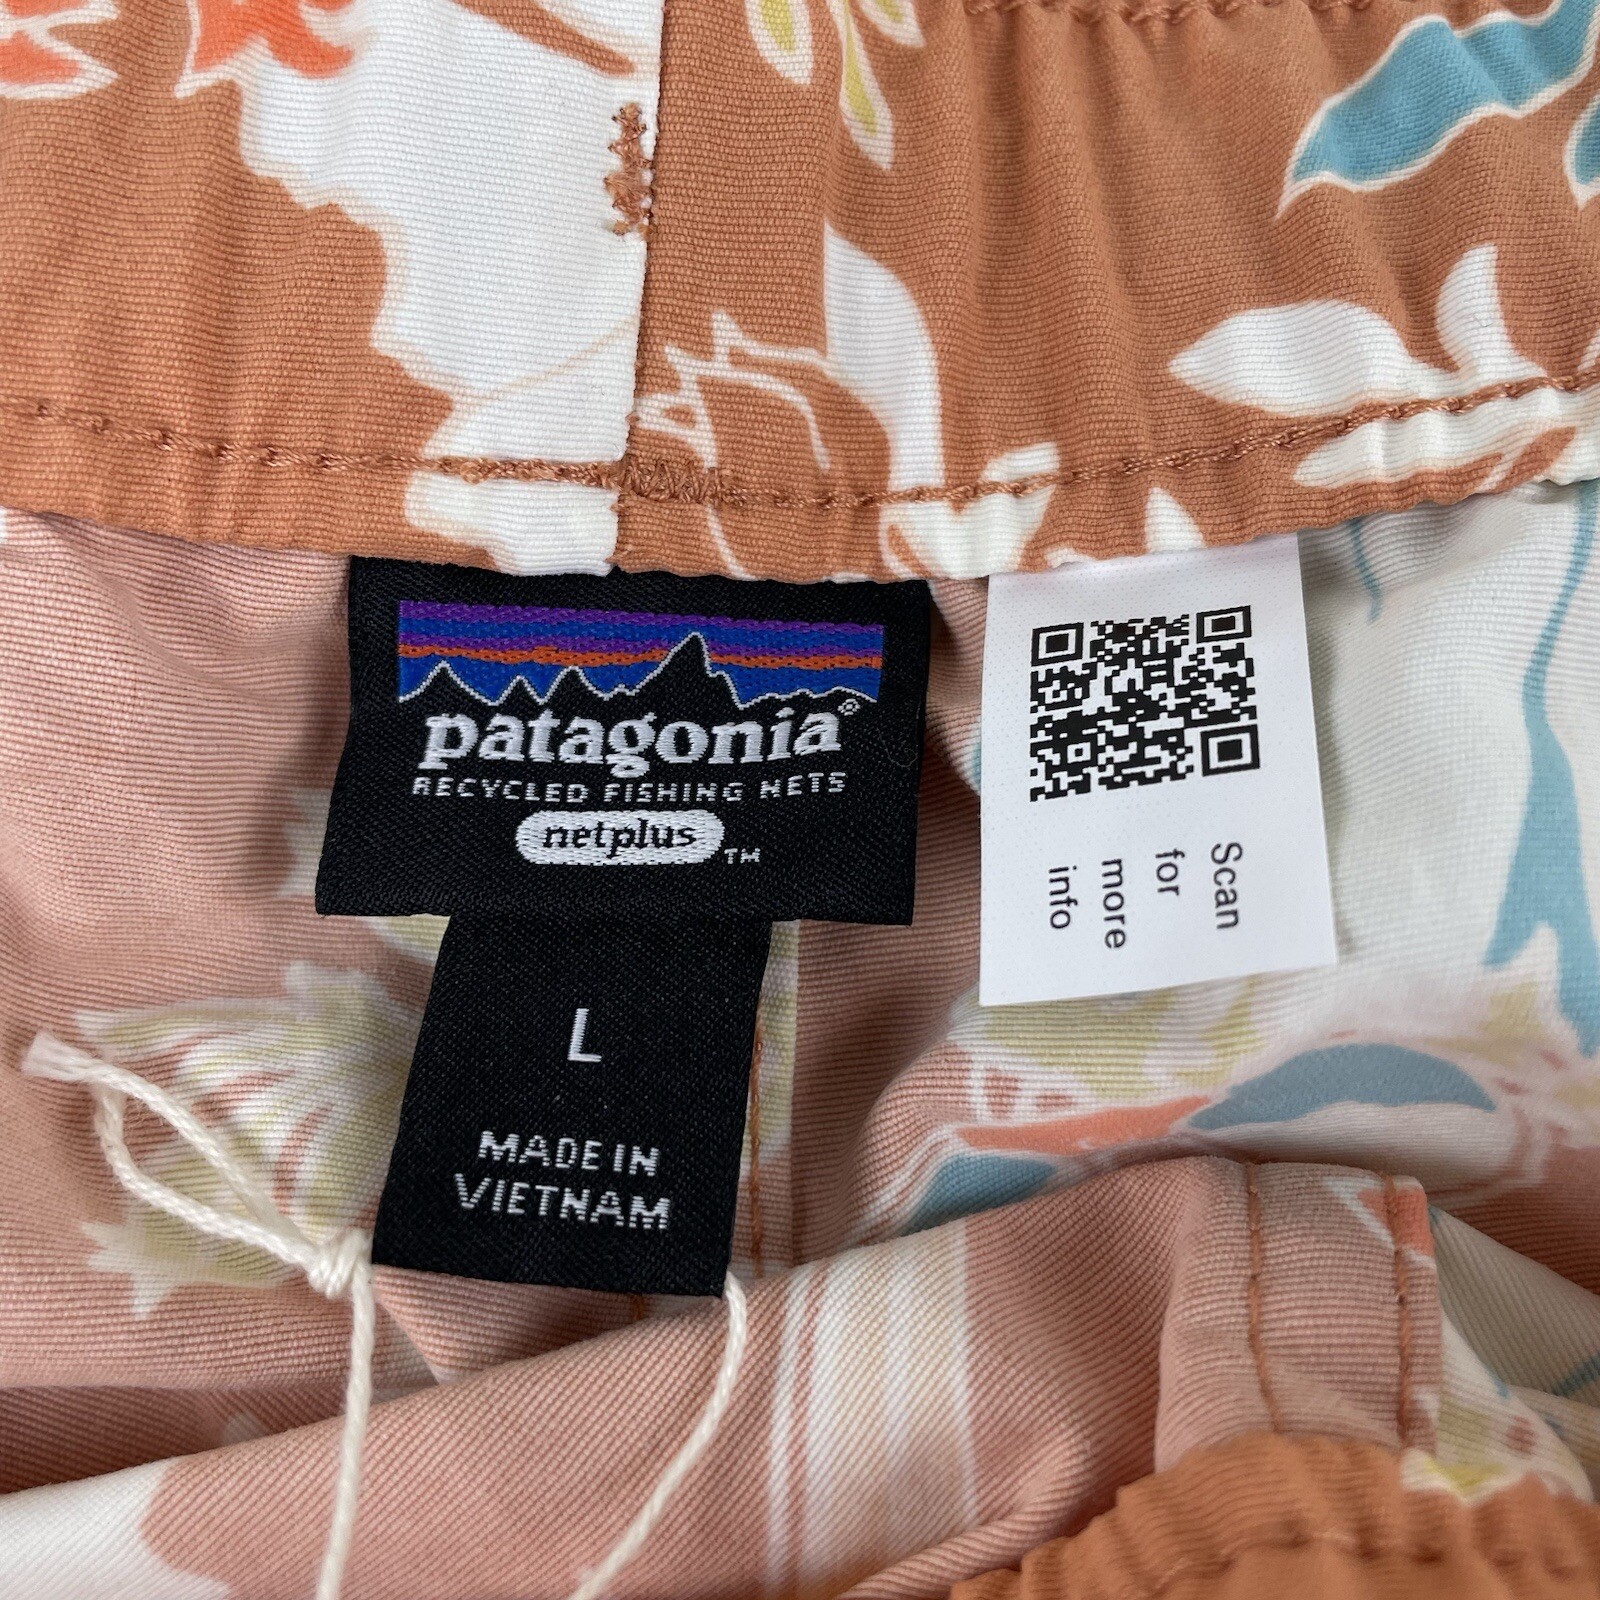 patagonia®
RECYCLED FISHING NETS
netplus ™
L
MADE IN
VIETNAM
Scan
for
more
info